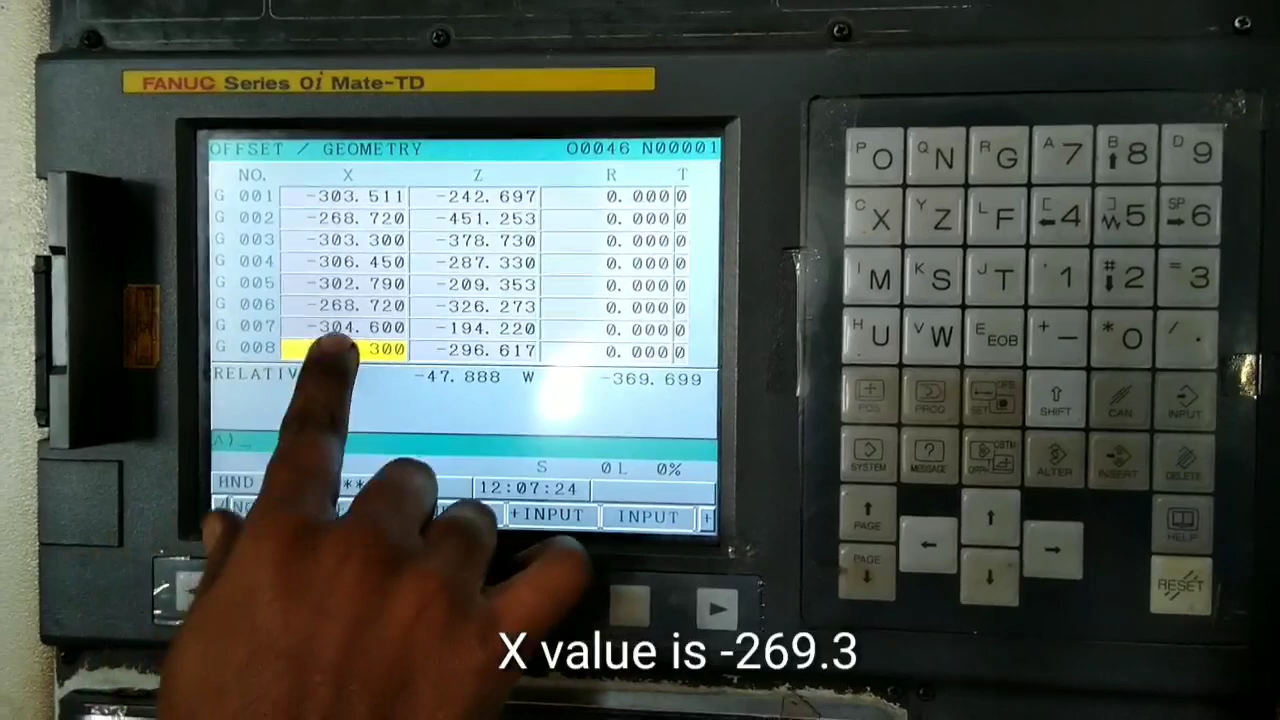 FANUC Series 0i Mate-TD
OFFSET / GEOMETRY O0046 N00001
NO. X Z R T
G 001 -303.511 -242.697 0.000 0
G 002 -268.720 -451.253 0.000 0
G 003 -303.300 -378.730 0.000 0
G 004 -306.450 -287.330 0.000 0
G 005 -302.790 -209.353 0.000 0
G 006 -268.720 -326.273 0.000 0
G 007 -304.600 -194.220 0.000 0
G 008 300 -296.617 0.000 0
-47.888 W -369.699
A)_
S 0L 0%
HND ** 12:07:24
+INPUT INPUT +
P O Q N R G A 7 B 8 D 9
C X Y Z L F [ 4 ] 5 SP 6
I M K S J T , 1 # 2 = 3
H U V W E EOB + - * 0 / .
POS PROG OFS SET SHIFT CAN INPUT
SYSTEM ? MESSAGE CSTM GRPH ALTER INSERT DELETE
PAGE
PAGE
HELP
RESET
X value is -269.3